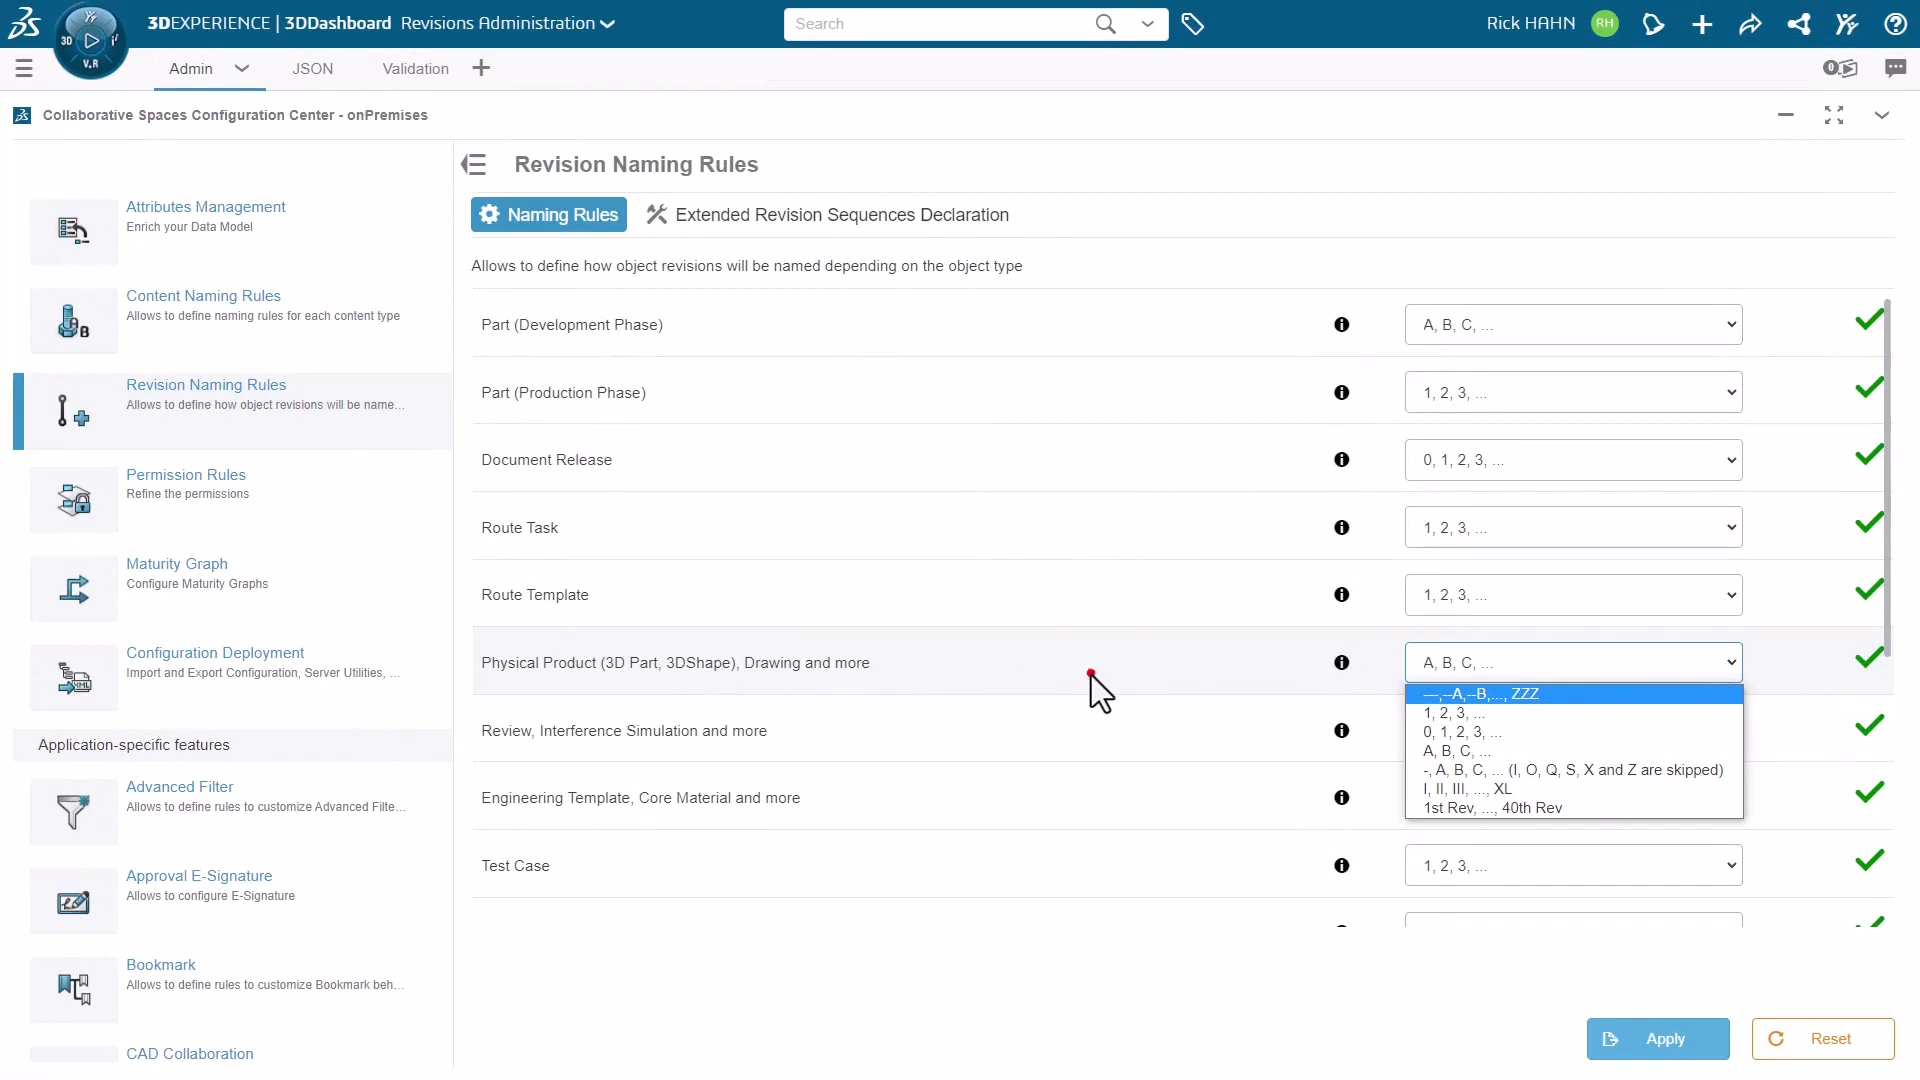 3DEXPERIENCE | 3DDashboard Revisions Administration
Search
Rick HAHN
RH
3D
V.R
Admin
JSON
Validation
0
Collaborative Spaces Configuration Center - onPremises
Attributes Management
Enrich your Data Model
Content Naming Rules
Allows to define naming rules for each content type
Revision Naming Rules
Allows to define how object revisions will be name...
Permission Rules
Refine the permissions
Maturity Graph
Configure Maturity Graphs
Configuration Deployment
Import and Export Configuration, Server Utilities, ...
Application-specific features
Advanced Filter
Allows to define rules to customize Advanced Filte...
Approval E-Signature
Allows to configure E-Signature
Bookmark
Allows to define rules to customize Bookmark beh...
CAD Collaboration
Revision Naming Rules
Naming Rules
Extended Revision Sequences Declaration
Allows to define how object revisions will be named depending on the object type
Part (Development Phase)
A, B, C, ...
Part (Production Phase)
1, 2, 3, ...
Document Release
0, 1, 2, 3, ...
Route Task
1, 2, 3, ...
Route Template
1, 2, 3, ...
Physical Product (3D Part, 3DShape), Drawing and more
A, B, C, ...
---,--A,--B,..., ZZZ
1, 2, 3, ...
0, 1, 2, 3, ...
A, B, C, ...
-, A, B, C, ... (I, O, Q, S, X and Z are skipped)
I, II, III, ..., XL
1st Rev, ..., 40th Rev
Review, Interference Simulation and more
Engineering Template, Core Material and more
Test Case
1, 2, 3, ...
Apply
Reset